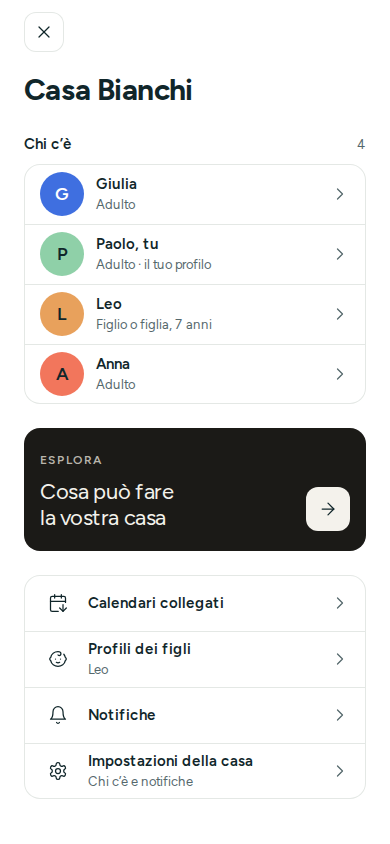 Casa Bianchi
Chi c'è
4
G
Giulia
Adulto
P
Paolo, tu
Adulto · il tuo profilo
L
Leo
Figlio o figlia, 7 anni
A
Anna
Adulto
ESPLORA
Cosa può fare
la vostra casa
Calendari collegati
Profili dei figli
Leo
Notifiche
Impostazioni della casa
Chi c'è e notifiche